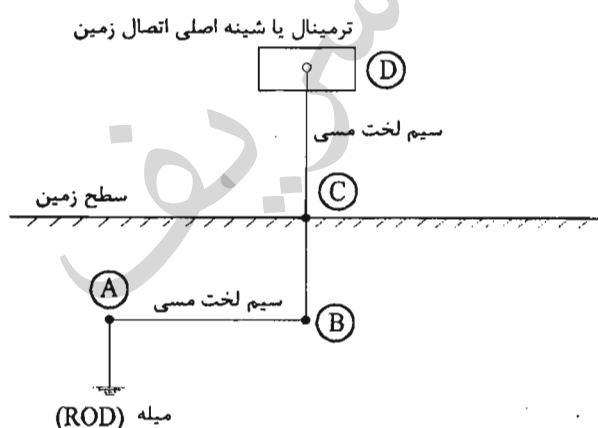 ترمینال یا شینه اصلی اتصال زمین
D
سیم لخت مسی
C
سطح زمین
A
سیم لخت مسی
B
میله (ROD)